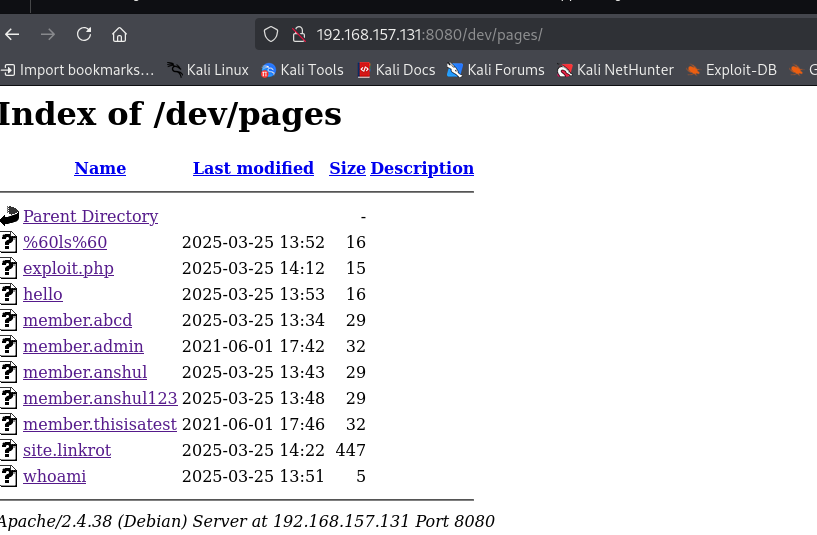 192.168.157.131:8080/dev/pages/
Import bookmarks... Kali Linux Kali Tools Kali Docs Kali Forums Kali NetHunter Exploit-DB G
Index of /dev/pages
Name Last modified Size Description
Parent Directory -
%60ls%60 2025-03-25 13:52 16
exploit.php 2025-03-25 14:12 15
hello 2025-03-25 13:53 16
member.abcd 2025-03-25 13:34 29
member.admin 2021-06-01 17:42 32
member.anshul 2025-03-25 13:43 29
member.anshul123 2025-03-25 13:48 29
member.thisisatest 2021-06-01 17:46 32
site.linkrot 2025-03-25 14:22 447
whoami 2025-03-25 13:51 5
Apache/2.4.38 (Debian) Server at 192.168.157.131 Port 8080